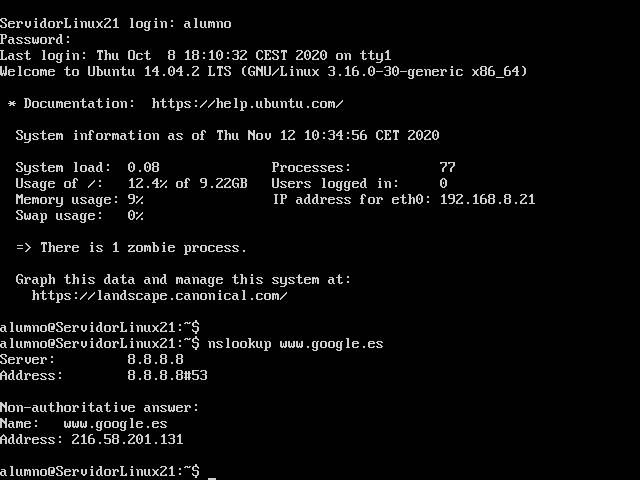 ServidorLinux21 login: alumno
Password:
Last login: Thu Oct  8 18:10:32 CEST 2020 on tty1
Welcome to Ubuntu 14.04.2 LTS (GNU/Linux 3.16.0-30-generic x86_64)
* Documentation:  https://help.ubuntu.com/
System information as of Thu Nov 12 10:34:56 CET 2020
System load:  0.08              Processes:           77
Usage of /:   12.4% of 9.22GB   Users logged in:     0
Memory usage: 9%                IP address for eth0: 192.168.8.21
Swap usage:   0%
=> There is 1 zombie process.
Graph this data and manage this system at:
https://landscape.canonical.com/
alumno@ServidorLinux21:~$
alumno@ServidorLinux21:~$ nslookup www.google.es
Server:         8.8.8.8
Address:        8.8.8.8#53
Non-authoritative answer:
Name:   www.google.es
Address: 216.58.201.131
alumno@ServidorLinux21:~$ _